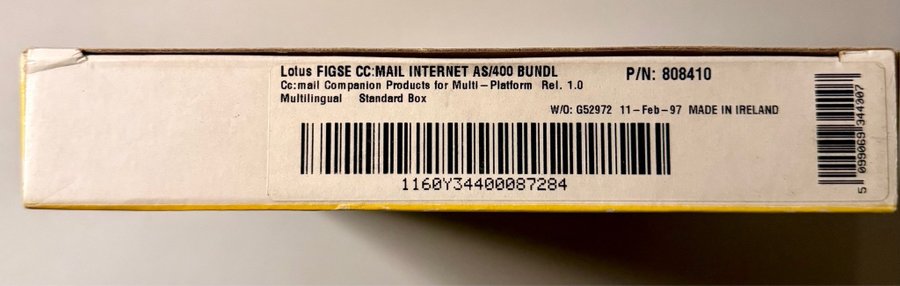 Lotus FIGSE CC:MAIL INTERNET AS/400 BUNDL P/N: 808410
Cc:mail Companion Products for Multi-Platform Rel. 1.0
Multilingual Standard Box
W/O: G52972 11-Feb-97 MADE IN IRELAND
1160Y34400087284
5 099069 344007